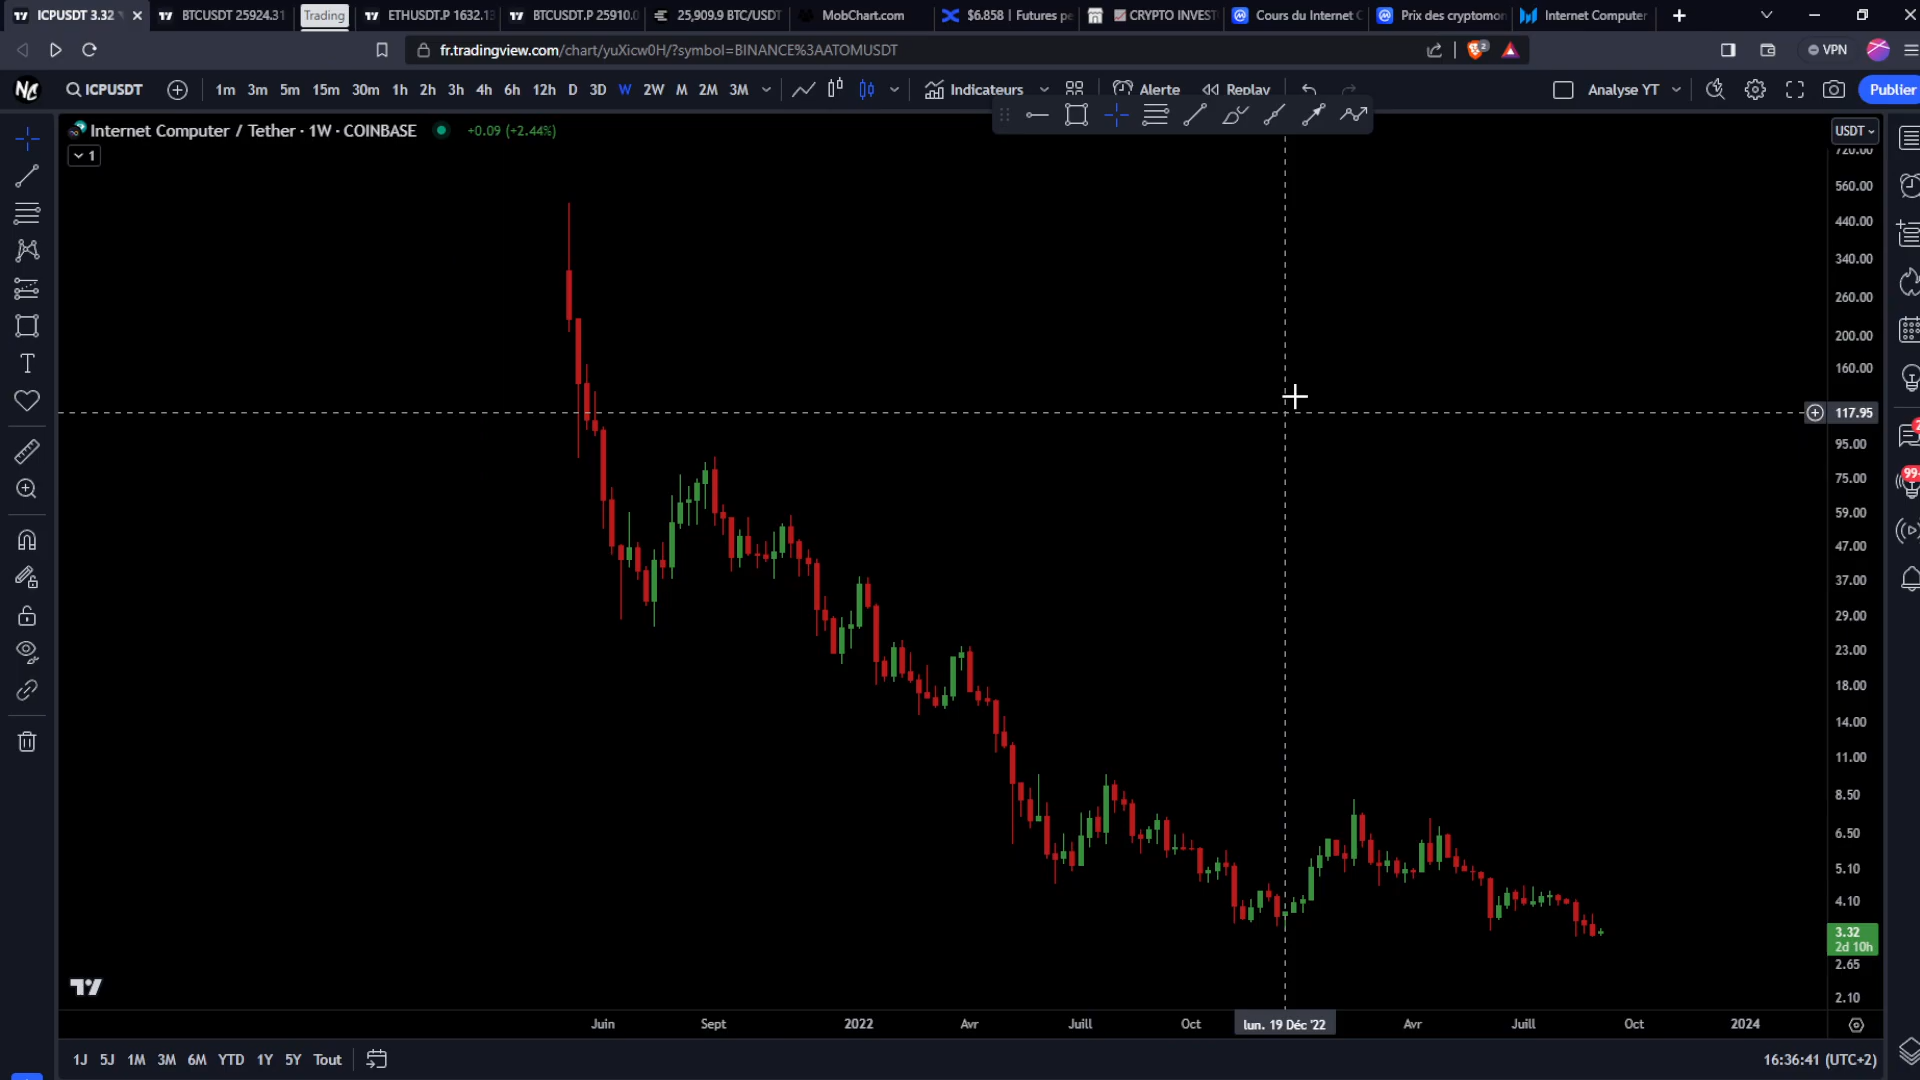 ICPUSDT 3.32
BTCUSDT 25924.31
Trading
ETHUSDT.P 1632.13
BTCUSDT.P 25910.0
25,909.9 BTC/USDT
MobChart.com
$6.858 | Futures pe
CRYPTO INVEST
Cours du Internet C
Prix des cryptomon
Internet Computer
fr.tradingview.com/chart/yuXicw0H/?symbol=BINANCE%3AATOMUSDT
2
VPN
ICPUSDT
1m 3m 5m 15m 30m 1h 2h 3h 4h 6h 12h D 3D W 2W M 2M 3M
Indicateurs
Alerte
Replay
Analyse YT
Publier
Internet Computer / Tether · 1W · COINBASE
+0.09 (+2.44%)
1
USDT
720.00
560.00
440.00
340.00
260.00
200.00
160.00
117.95
95.00
75.00
59.00
47.00
37.00
29.00
23.00
18.00
14.00
11.00
8.50
6.50
5.10
4.10
3.32
2d 10h
2.65
2.10
99+
Juin Sept 2022 Avr Juill Oct lun. 19 Déc '22 Avr Juill Oct 2024
1J 5J 1M 3M 6M YTD 1Y 5Y Tout
16:36:41 (UTC+2)